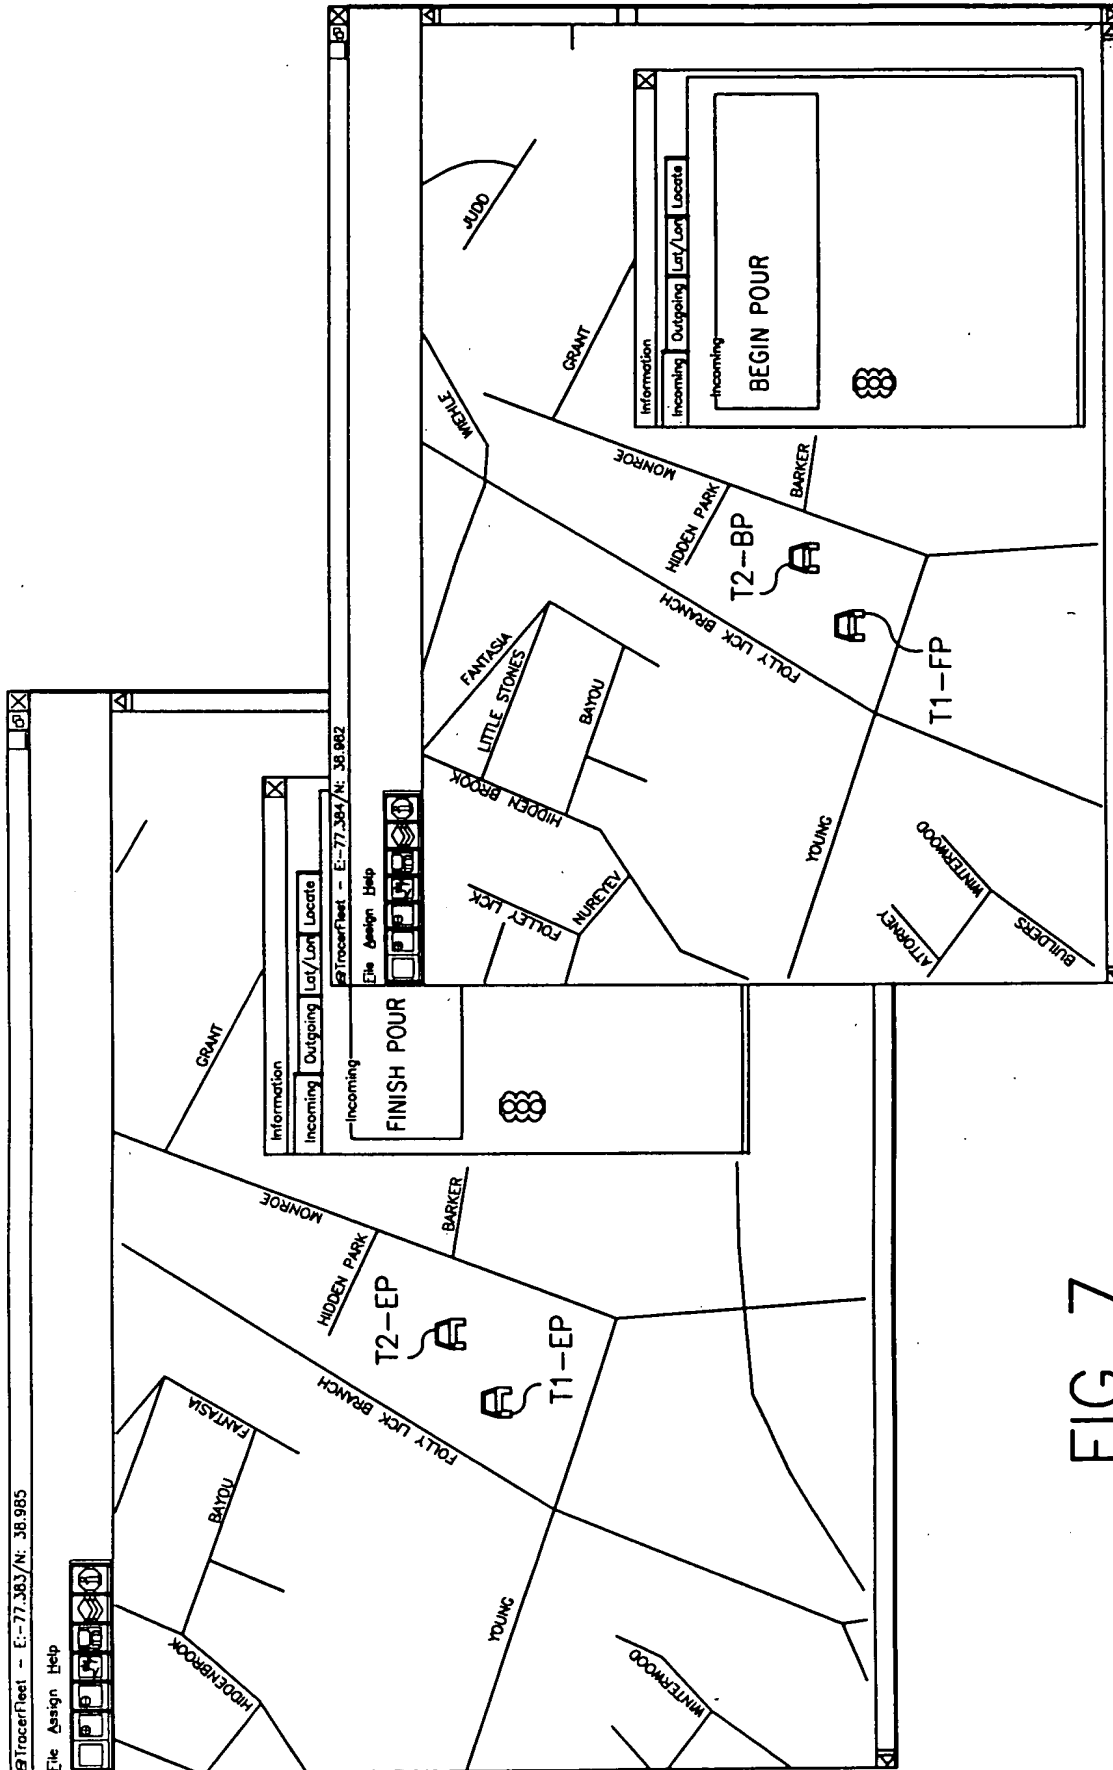 TracerFleet - E:-77.383/N: 38.985
File Assign Help
HIDDENBROOK
BAYOU
FANTASIA
FOLLY LICK BRANCH
HIDDEN PARK
MONROE
GRANT
BARKER
T2-EP
T1-EP
YOUNG
WINTERWOOD
Information
Incoming Outgoing Lat/Lon Locate
Incoming
FINISH POUR
TracerFleet - E:-77.384/N: 38.982
File Assign Help
FOLLEY LICK
NUREYEV
HIDDEN BROOK
LITTLE STONES
FANTASIA
BAYOU
WIEHLE
JUDD
GRANT
MONROE
HIDDEN PARK
BARKER
FOLLY LICK BRANCH
T2-BP
T1-FP
YOUNG
ATTORNEY
WINTERWOOD
BUILDERS
Information
Incoming Outgoing Lat/Lon Locate
Incoming
BEGIN POUR
FIG 7